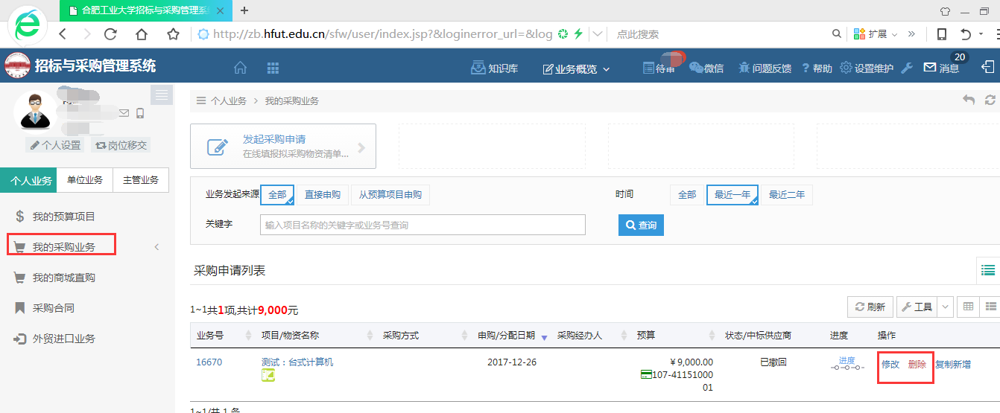 合肥工业大学招标与采购管理系
http://zb.hfut.edu.cn/sfw/user/index.jsp?&loginerror_url=&log 点此搜索 扩展
招标与采购管理系统 知识库 业务概览 待审 微信 问题反馈 ? 帮助 设置维护 消息 20
个人设置 岗位移交
个人业务 单位业务 主管业务
我的预算项目
我的采购业务
我的商城直购
采购合同
外贸进口业务
个人业务 > 我的采购业务
发起采购申请
在线填报拟采购物资清单...
业务发起来源 全部 直接申购 从预算项目申购 时间 全部 最近一年 最近二年
关键字 输入项目名称的关键字或业务号查询 查询
采购申请列表
1~1共1项,共计9,000元 刷新 工具
业务号 项目/物资名称 采购方式 申购/分配日期 采购经办人 预算 状态/中标供应商 进度 操作
16670 测试：台式计算机 2017-12-26 ￥9,000.00 已撤回 进度 修改 删除 复制新增
107-41151000
01
1~1/共 1 条